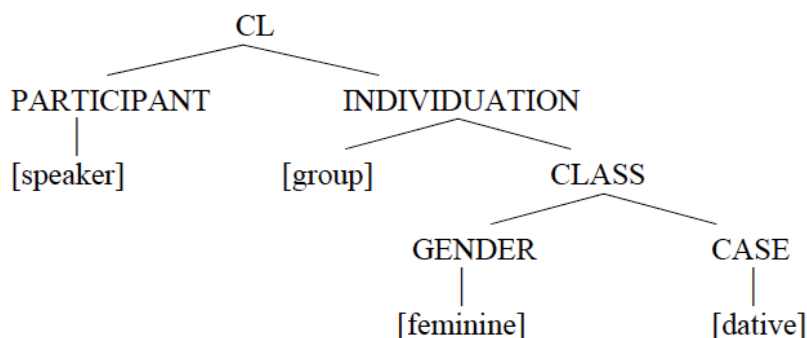 CL
PARTICIPANT INDIVIDUATION
[speaker] [group] CLASS
GENDER CASE
[feminine] [dative]